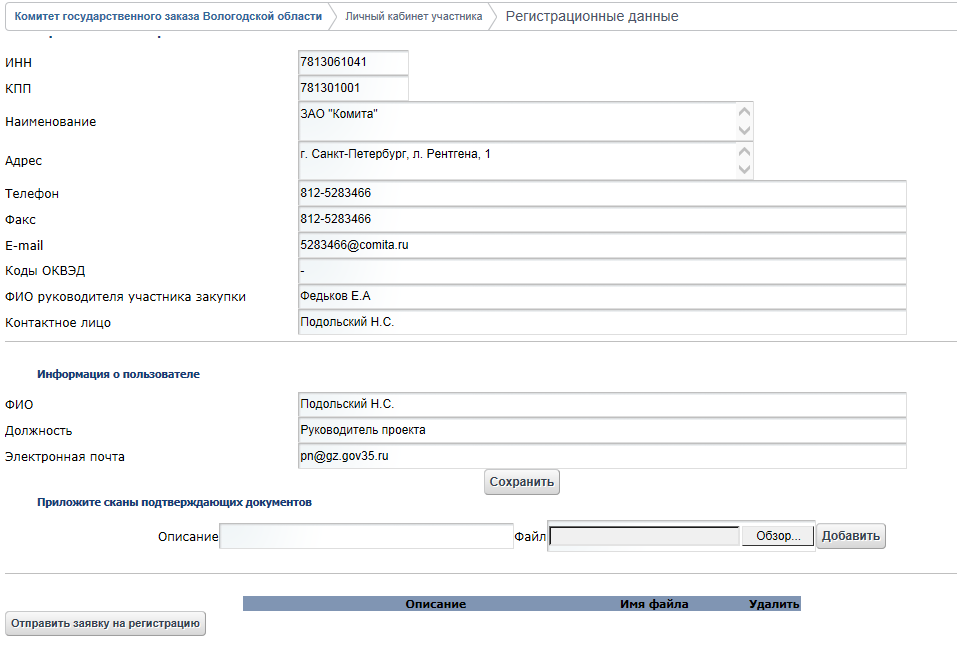 Комитет государственного заказа Вологодской области Личный кабинет участника Регистрационные данные
ИНН 7813061041
КПП 781301001
Наименование ЗАО "Комита"
Адрес г. Санкт-Петербург, л. Рентгена, 1
Телефон 812-5283466
Факс 812-5283466
E-mail 5283466@comita.ru
Коды ОКВЭД -
ФИО руководителя участника закупки Федьков Е.А
Контактное лицо Подольский Н.С.
Информация о пользователе
ФИО Подольский Н.С.
Должность Руководитель проекта
Электронная почта pn@gz.gov35.ru
Сохранить
Приложите сканы подтверждающих документов
Описание Файл Обзор... Добавить
Описание Имя файла Удалить
Отправить заявку на регистрацию